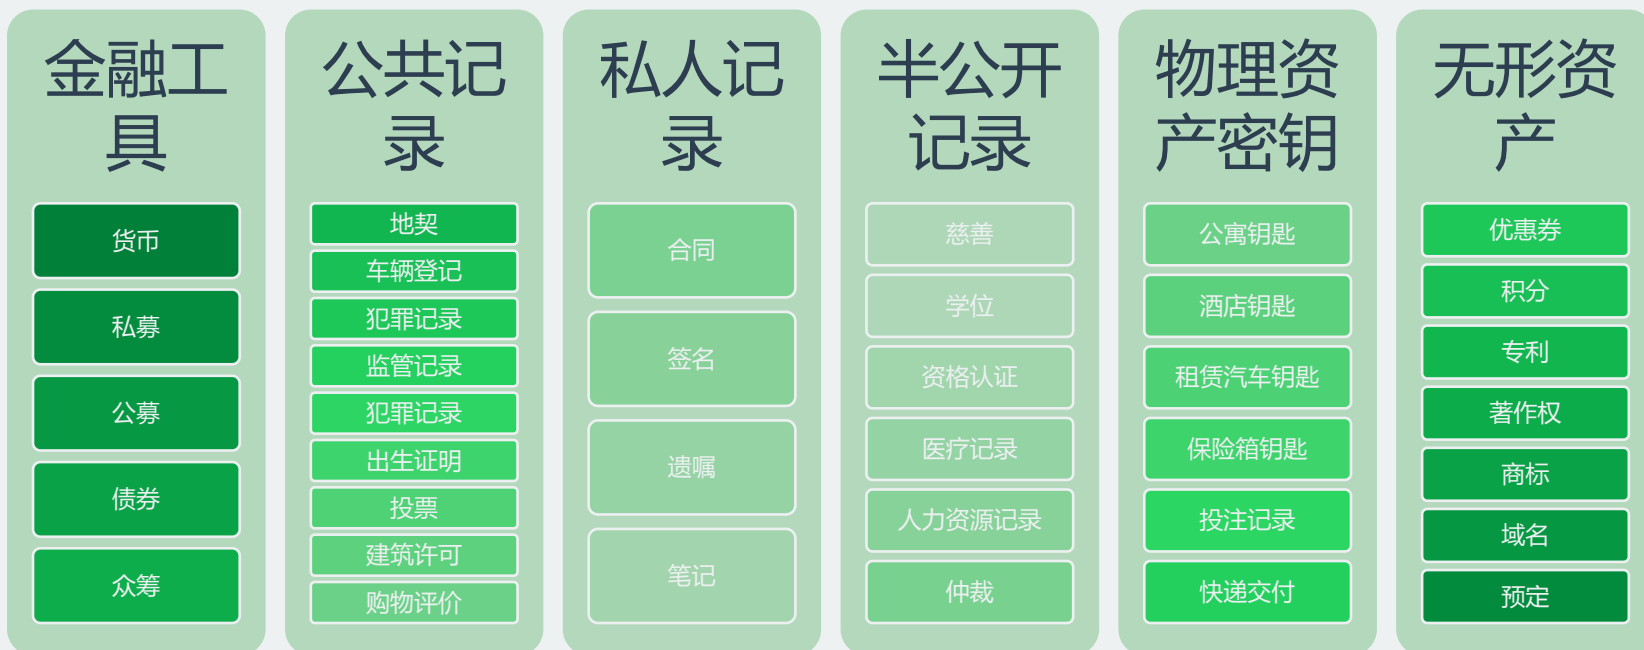 金融工
具
货币
私募
公募
债券
众筹
公共记
录
地契
车辆登记
犯罪记录
监管记录
犯罪记录
出生证明
投票
建筑许可
购物评价
私人记
录
合同
签名
遗嘱
笔记
半公开
记录
慈善
学位
资格认证
医疗记录
人力资源记录
仲裁
物理资
产密钥
公寓钥匙
酒店钥匙
租赁汽车钥匙
保险箱钥匙
投注记录
快递交付
无形资
产
优惠券
积分
专利
著作权
商标
域名
预定